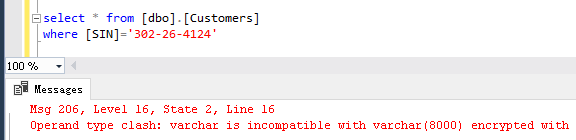 select * from [dbo].[Customers]
where [SIN]='302-26-4124'
100 %
Messages
Msg 206, Level 16, State 2, Line 16
Operand type clash: varchar is incompatible with varchar(8000) encrypted with